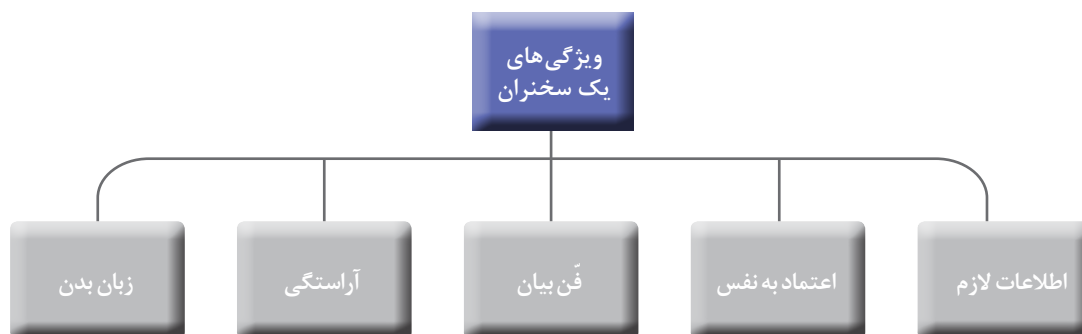 ویژگی‌های
یک سخنران
اطلاعات لازم
اعتماد به نفس
فّن بیان
آراستگی
زبان بدن